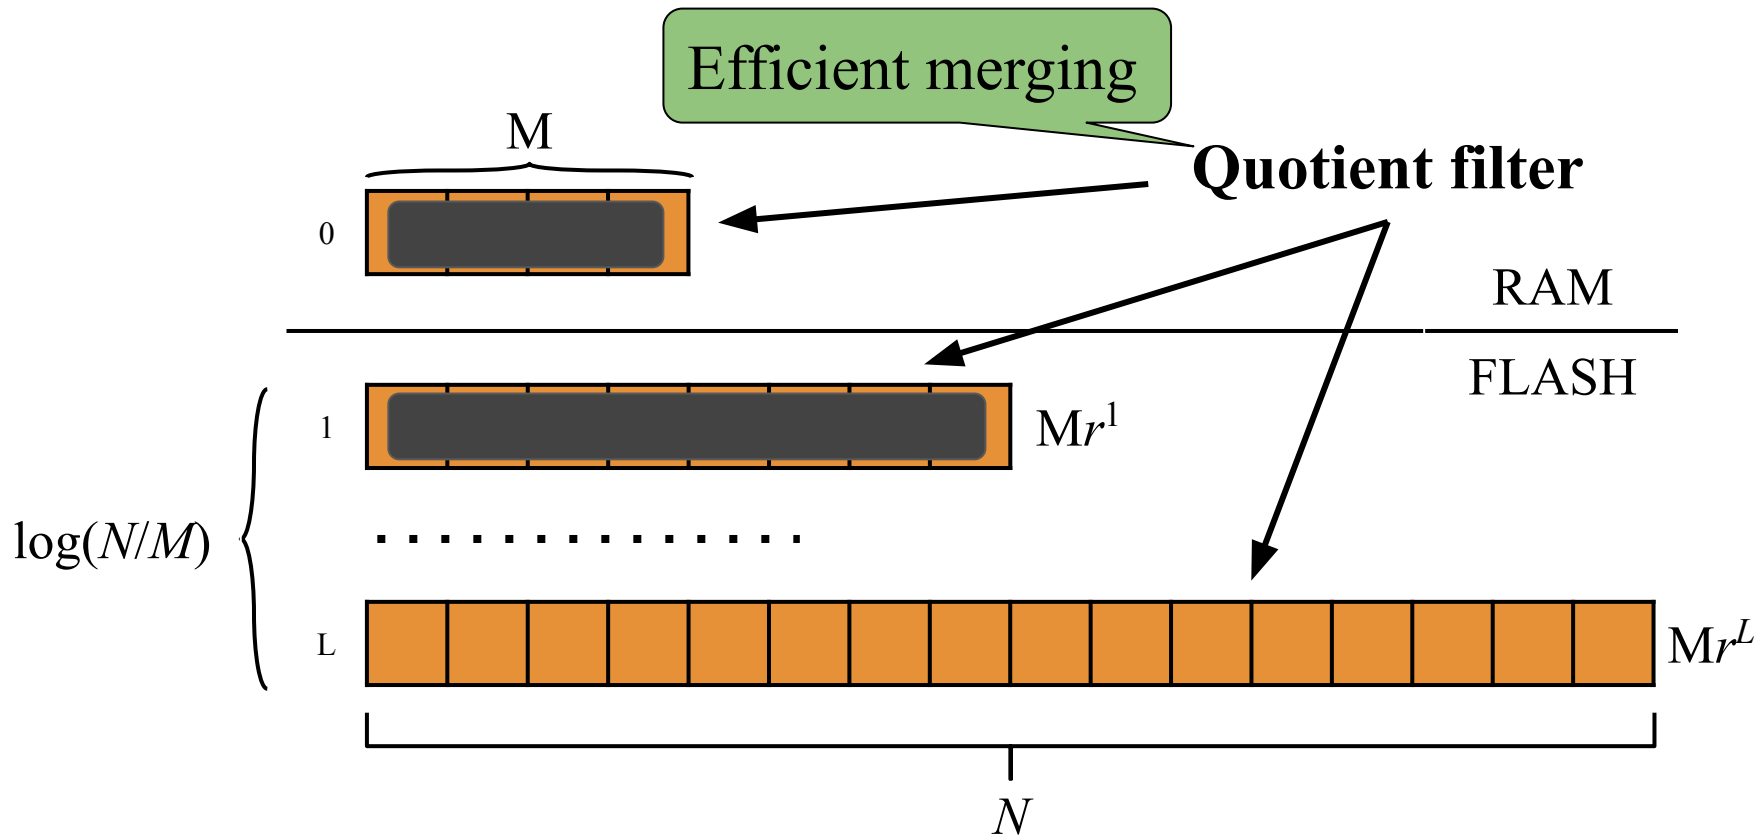 Efficient merging
M
Quotient filter
0
RAM
FLASH
1
Mr¹
log(N/M)
L
Mrᴸ
N